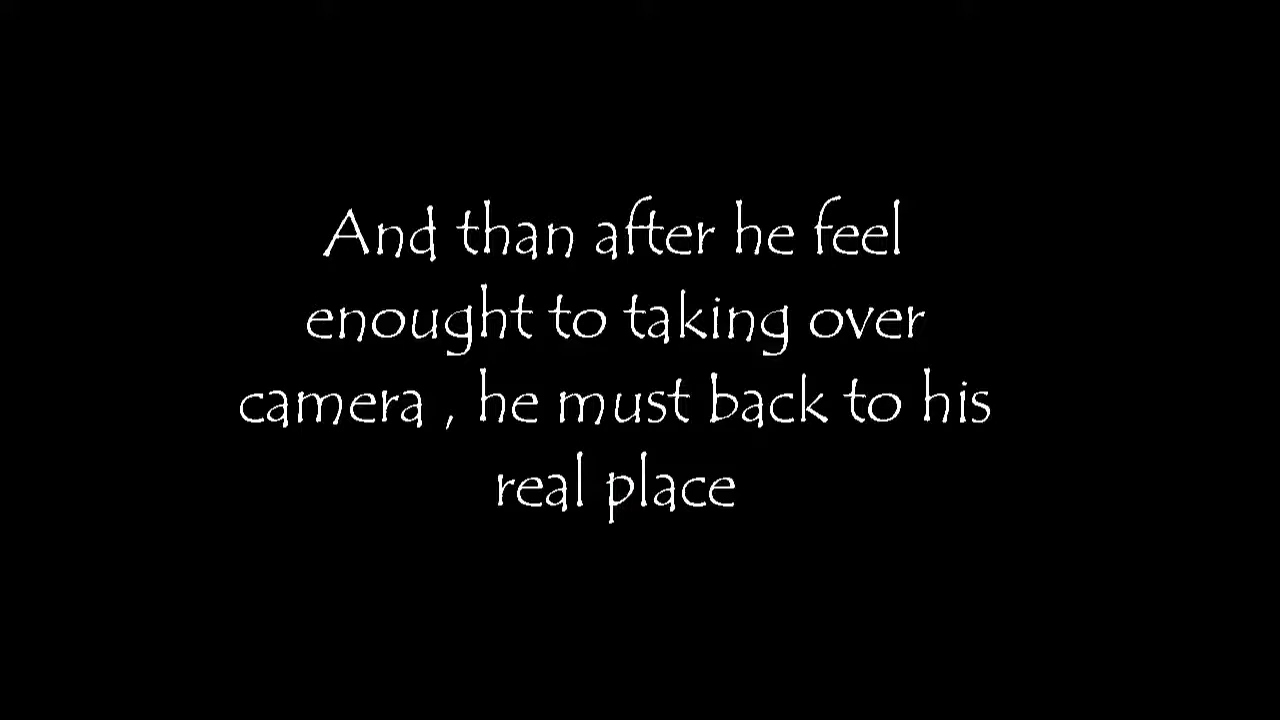 And than after he feel
enought to taking over
camera , he must back to his
real place